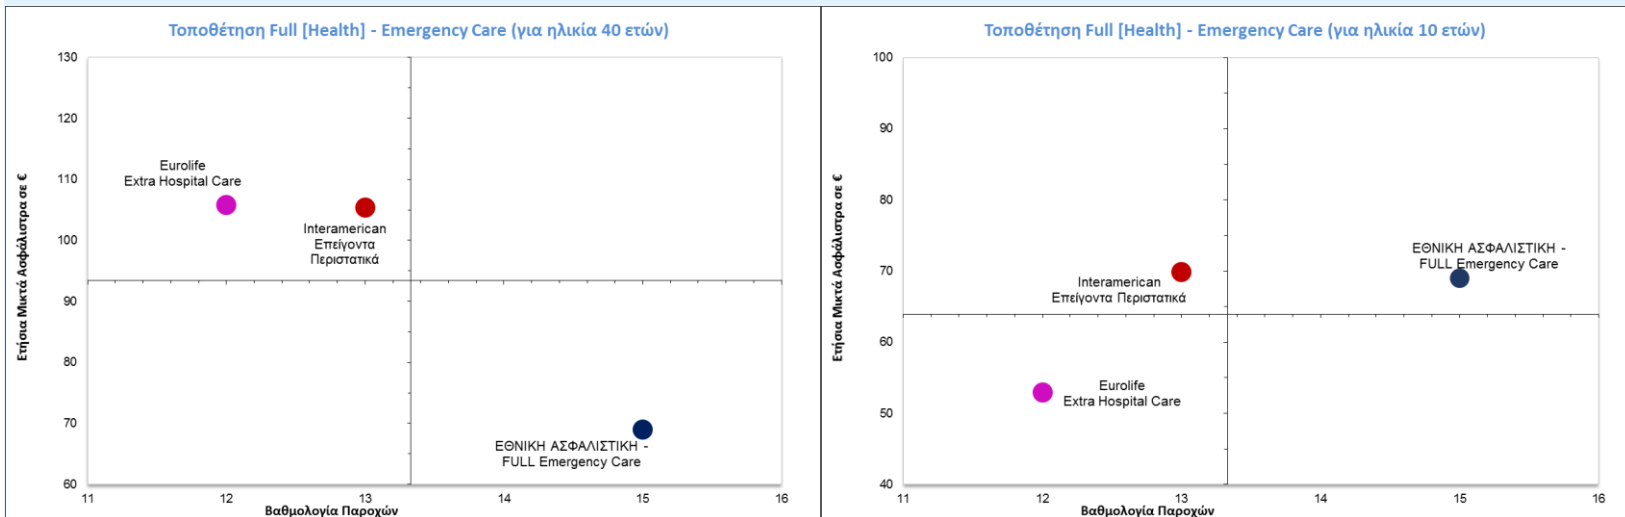 Τοποθέτηση Full [Health] - Emergency Care (για ηλικία 40 ετών)
130
120
110
100
90
80
70
60
11
12
13
14
15
16
Ετήσια Μικτά Ασφάλιστρα σε €
Βαθμολογία Παροχών
Eurolife
Extra Hospital Care
Interamerican
Επείγοντα
Περιστατικά
ΕΘΝΙΚΗ ΑΣΦΑΛΙΣΤΙΚΗ -
FULL Emergency Care
Τοποθέτηση Full [Health] - Emergency Care (για ηλικία 10 ετών)
100
90
80
70
60
50
40
11
12
13
14
15
16
Ετήσια Μικτά Ασφάλιστρα σε €
Βαθμολογία Παροχών
ΕΘΝΙΚΗ ΑΣΦΑΛΙΣΤΙΚΗ -
FULL Emergency Care
Interamerican
Επείγοντα Περιστατικά
Eurolife
Extra Hospital Care